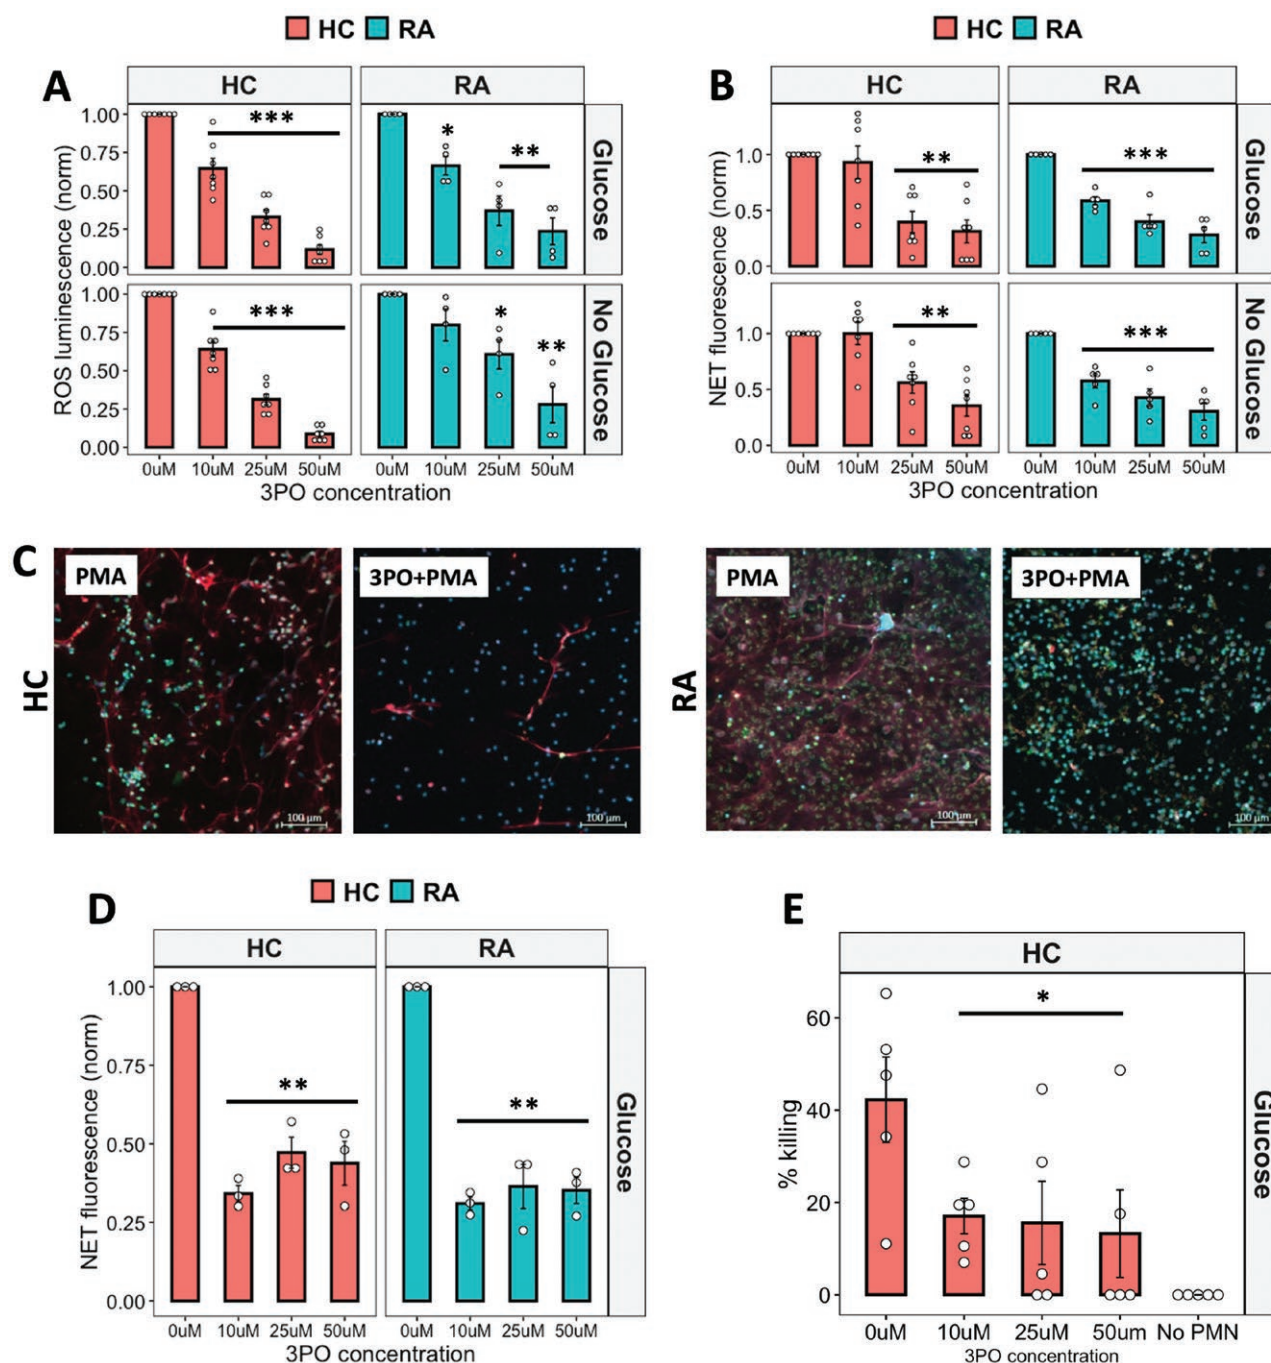 HC RA
HC RA
A
HC RA
B
HC RA
ROS luminescence (norm)
1.00
0.75
0.50
0.25
0.00
***
*
**
Glucose
1.00
0.75
0.50
0.25
0.00
***
*
**
No Glucose
0uM 10uM 25uM 50uM 0uM 10uM 25uM 50uM
3PO concentration
NET fluorescence (norm)
1.0
0.5
0.0
**
***
Glucose
1.0
0.5
0.0
**
***
No Glucose
0uM 10uM 25uM 50uM 0uM 10uM 25uM 50uM
3PO concentration
C
HC
PMA
100 µm
3PO+PMA
100 µm
RA
PMA
100 µm
3PO+PMA
100 µm
D
HC RA
HC RA
NET fluorescence (norm)
1.00
0.75
0.50
0.25
0.00
**
**
Glucose
0uM 10uM 25uM 50uM 0uM 10uM 25uM 50uM
3PO concentration
E
HC
% killing
60
40
20
0
*
Glucose
0uM 10uM 25uM 50um No PMN
3PO concentration